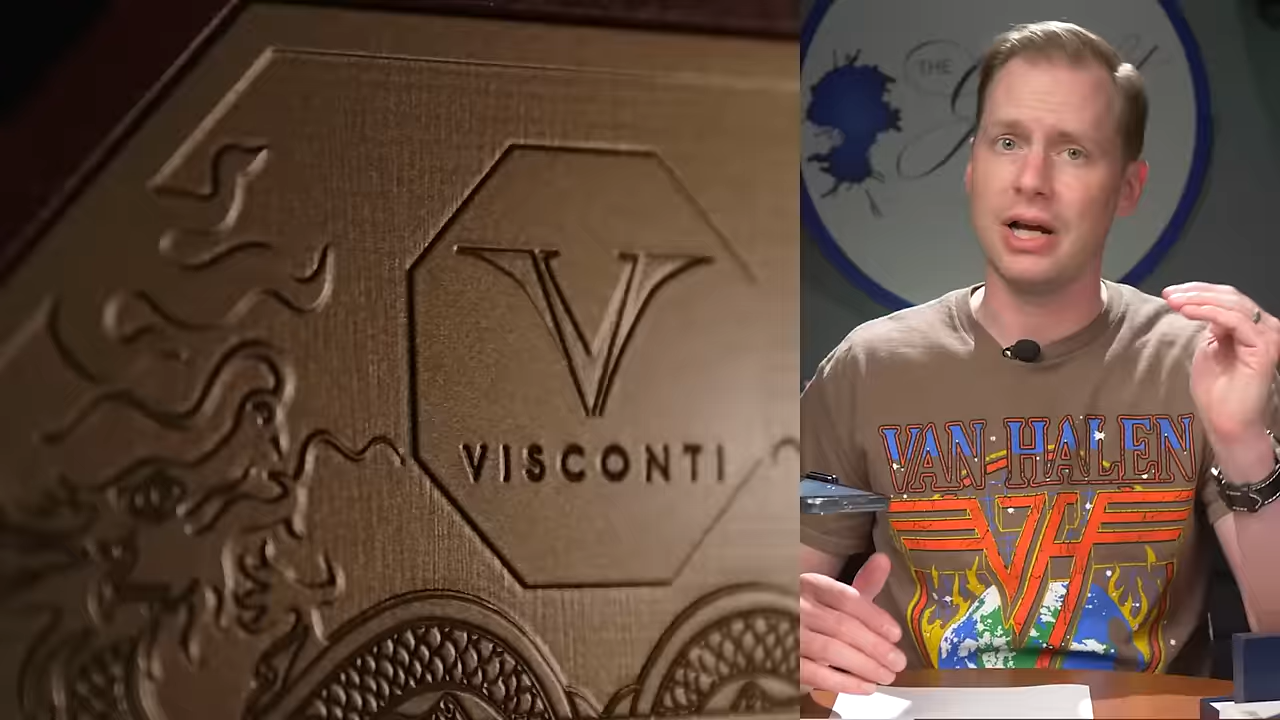 V
VISCONTI
THE
VAN HALEN
VH